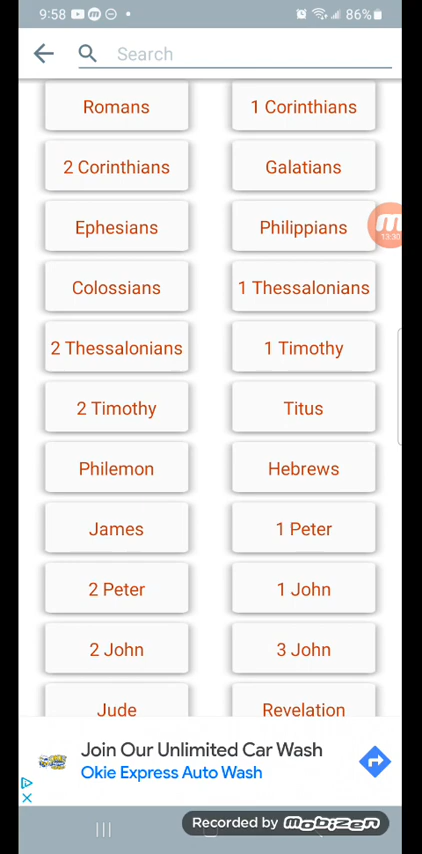 9:58
86%
Search
Romans
1 Corinthians
2 Corinthians
Galatians
Ephesians
Philippians
13:30
Colossians
1 Thessalonians
2 Thessalonians
1 Timothy
2 Timothy
Titus
Philemon
Hebrews
James
1 Peter
2 Peter
1 John
2 John
3 John
Jude
Revelation
Join Our Unlimited Car Wash
Okie Express Auto Wash
Recorded by mobizen